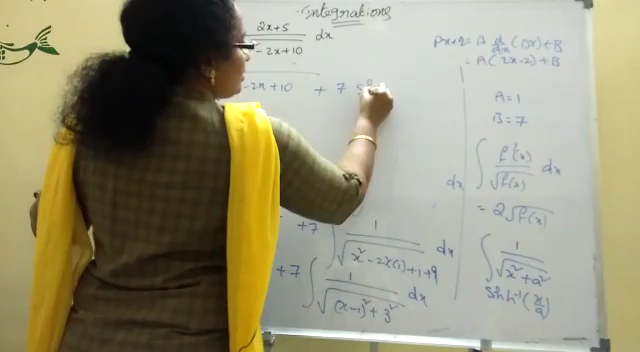 Integrations
2x+5
-2x+10
dx
-2x+10 + 7 S
+7 ∫ 1 / √(x² - 2x(1) + 1 + 9) dx
+7 ∫ 1 / √((x-1)² + 3²) dx
Px+q = A d/dx (Dx) + B
= A(2x-2) + B
A = 1
B = 7
dx
∫ f'(x) / √f(x) dx
= 2√f(x)
∫ 1 / √(x² + a²)
Sinh⁻¹ (x/a)